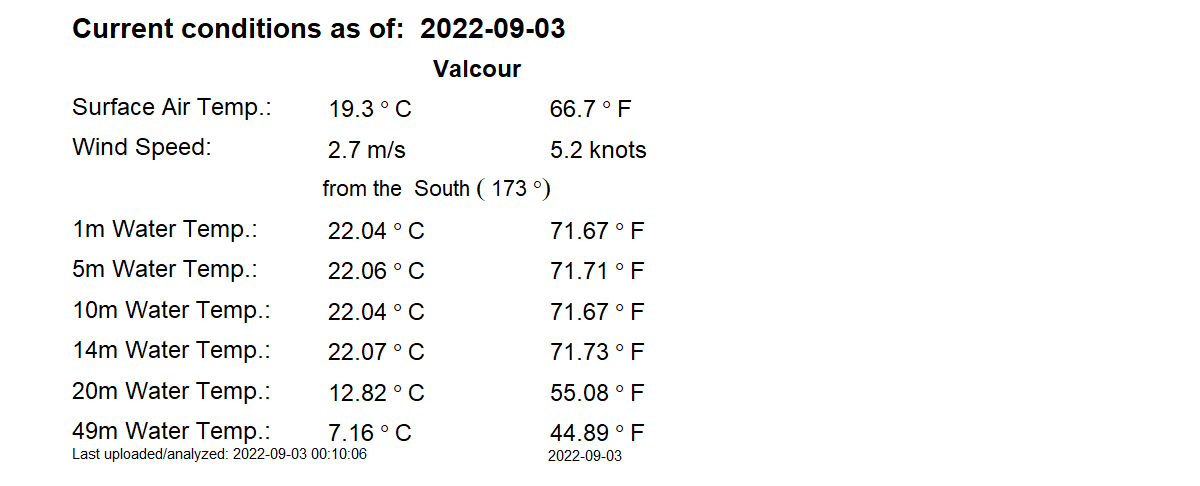 Current conditions as of: 2022-09-03
Valcour
Surface Air Temp.: 19.3 ° C 66.7 ° F
Wind Speed: 2.7 m/s 5.2 knots
from the South ( 173 °)
1m Water Temp.: 22.04 ° C 71.67 ° F
5m Water Temp.: 22.06 ° C 71.71 ° F
10m Water Temp.: 22.04 ° C 71.67 ° F
14m Water Temp.: 22.07 ° C 71.73 ° F
20m Water Temp.: 12.82 ° C 55.08 ° F
49m Water Temp.: 7.16 ° C 44.89 ° F
Last uploaded/analyzed: 2022-09-03 00:10:06 2022-09-03